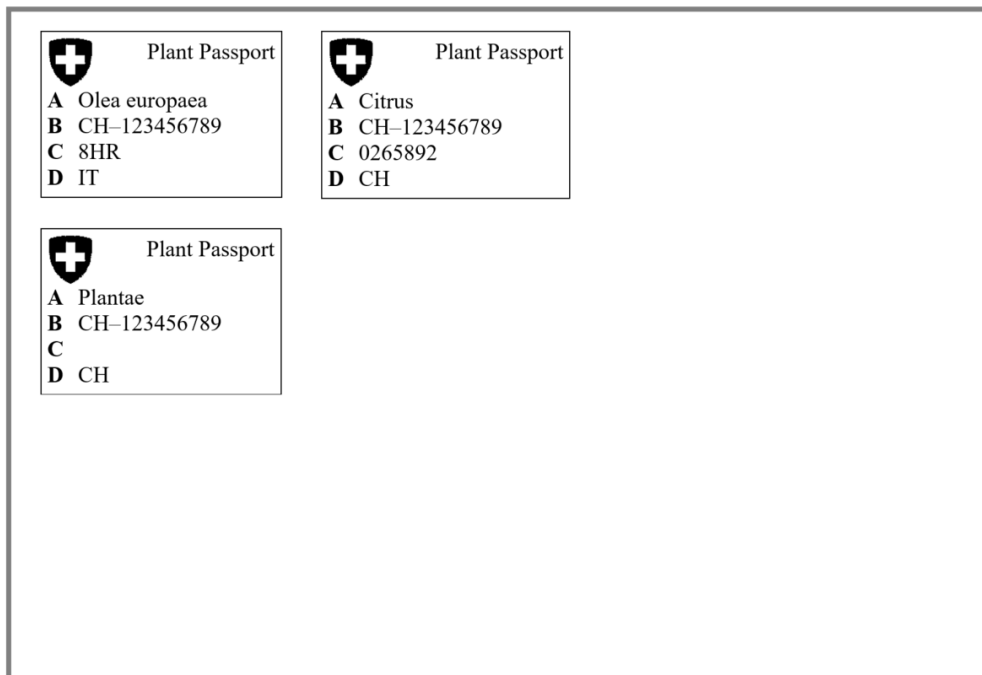 Plant Passport
A Olea europaea
B CH–123456789
C 8HR
D IT
Plant Passport
A Citrus
B CH–123456789
C 0265892
D CH
Plant Passport
A Plantae
B CH–123456789
C
D CH